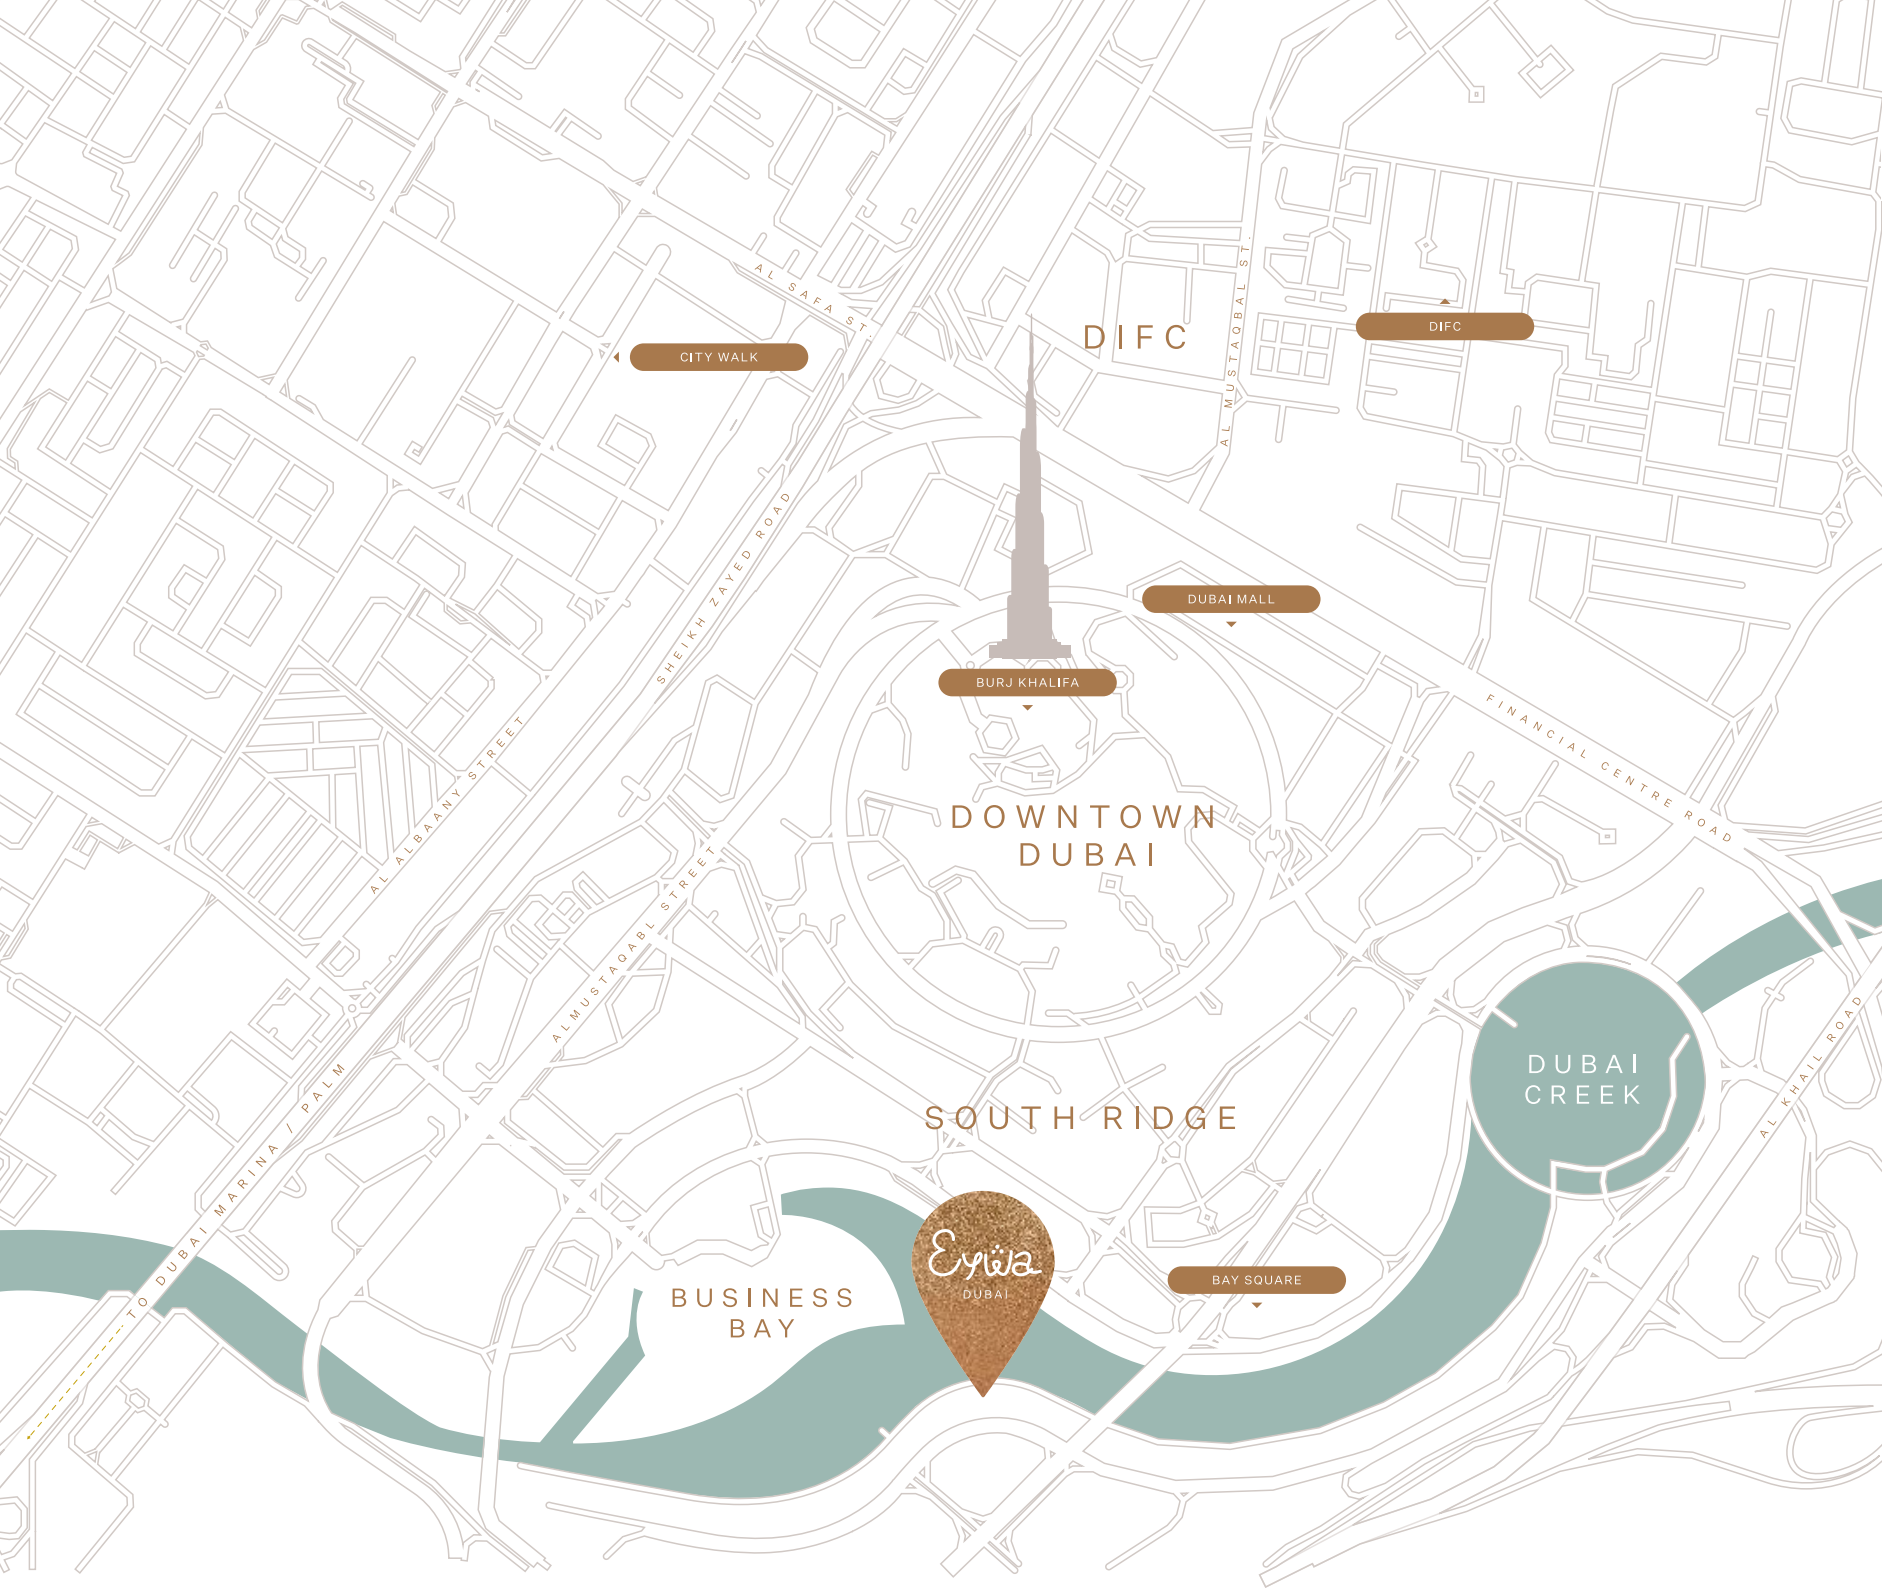 AL SAFA ST.
AL MUSTAQBAL ST.
DIFC
DIFC
CITY WALK
SHEIKH ZAYED ROAD
DUBAI MALL
BURJ KHALIFA
FINANCIAL CENTRE ROAD
AL ALBAANY STREET
DOWNTOWN
DUBAI
ALMUSTAQABL STREET
DUBAI
CREEK
AL KHAIL ROAD
SOUTH RIDGE
TO DUBAI MARINA / PALM
Eywa
DUBAI
BAY SQUARE
BUSINESS
BAY